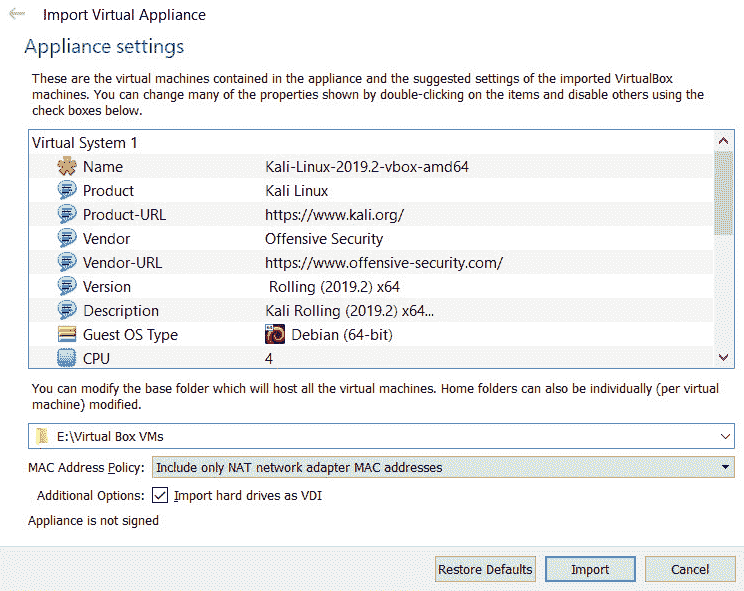 Import Virtual Appliance
Appliance settings
These are the virtual machines contained in the appliance and the suggested settings of the imported VirtualBox
machines. You can change many of the properties shown by double-clicking on the items and disable others using the
check boxes below.
Virtual System 1
Name Kali-Linux-2019.2-vbox-amd64
Product Kali Linux
Product-URL https://www.kali.org/
Vendor Offensive Security
Vendor-URL https://www.offensive-security.com/
Version Rolling (2019.2) x64
Description Kali Rolling (2019.2) x64...
Guest OS Type Debian (64-bit)
CPU 4
You can modify the base folder which will host all the virtual machines. Home folders can also be individually (per virtual
machine) modified.
E:\Virtual Box VMs
MAC Address Policy: Include only NAT network adapter MAC addresses
Additional Options: Import hard drives as VDI
Appliance is not signed
Restore Defaults Import Cancel